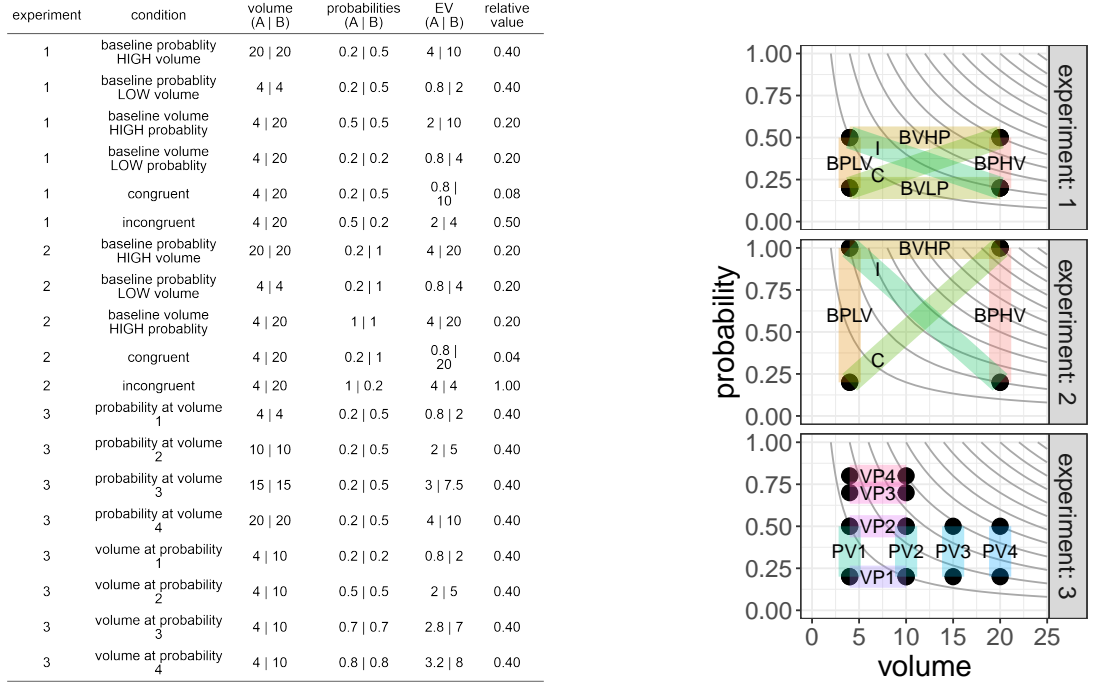 experiment condition volume (A | B) probabilities (A | B) EV (A | B) relative value
1 baseline probablity HIGH volume 20 | 20 0.2 | 0.5 4 | 10 0.40
1 baseline probablity LOW volume 4 | 4 0.2 | 0.5 0.8 | 2 0.40
1 baseline volume HIGH probablity 4 | 20 0.5 | 0.5 2 | 10 0.20
1 baseline volume LOW probablity 4 | 20 0.2 | 0.2 0.8 | 4 0.20
1 congruent 4 | 20 0.2 | 0.5 0.8 | 10 0.08
1 incongruent 4 | 20 0.5 | 0.2 2 | 4 0.50
2 baseline probablity HIGH volume 20 | 20 0.2 | 1 4 | 20 0.20
2 baseline probablity LOW volume 4 | 4 0.2 | 1 0.8 | 4 0.20
2 baseline volume HIGH probablity 4 | 20 1 | 1 4 | 20 0.20
2 congruent 4 | 20 0.2 | 1 0.8 | 20 0.04
2 incongruent 4 | 20 1 | 0.2 4 | 4 1.00
3 probability at volume 1 4 | 4 0.2 | 0.5 0.8 | 2 0.40
3 probability at volume 2 10 | 10 0.2 | 0.5 2 | 5 0.40
3 probability at volume 3 15 | 15 0.2 | 0.5 3 | 7.5 0.40
3 probability at volume 4 20 | 20 0.2 | 0.5 4 | 10 0.40
3 volume at probability 1 4 | 10 0.2 | 0.2 0.8 | 2 0.40
3 volume at probability 2 4 | 10 0.5 | 0.5 2 | 5 0.40
3 volume at probability 3 4 | 10 0.7 | 0.7 2.8 | 7 0.40
3 volume at probability 4 4 | 10 0.8 | 0.8 3.2 | 8 0.40
probability
1.00
0.75
0.50
0.25
0.00
BVHP
I
BPLV
BPHV
C
BVLP
experiment: 1
1.00
0.75
0.50
0.25
0.00
BVHP
I
BPLV
BPHV
C
experiment: 2
1.00
0.75
0.50
0.25
0.00
VP4
VP3
VP2
PV1 PV2 PV3 PV4
VP1
experiment: 3
0 5 10 15 20 25
volume